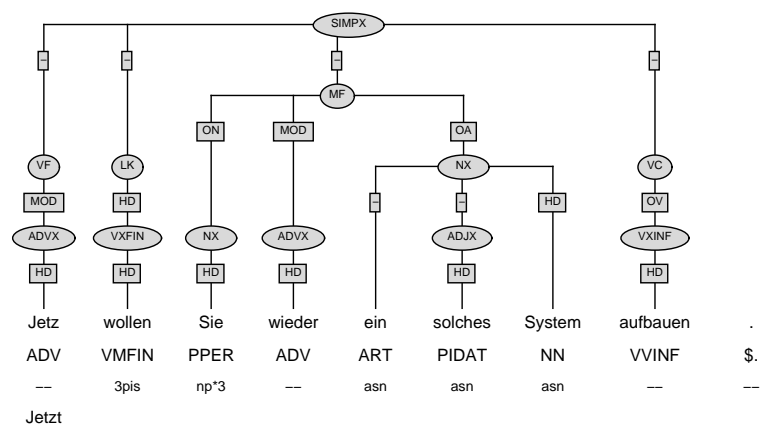 SIMPX
– – – –
MF
ON MOD OA
VF LK NX VC
MOD HD – – HD OV
ADVX VXFIN NX ADVX ADJX VXINF
HD HD HD HD HD HD
Jetz wollen Sie wieder ein solches System aufbauen .
ADV VMFIN PPER ADV ART PIDAT NN VVINF $.
–– 3pis np*3 –– asn asn asn –– ––
Jetzt